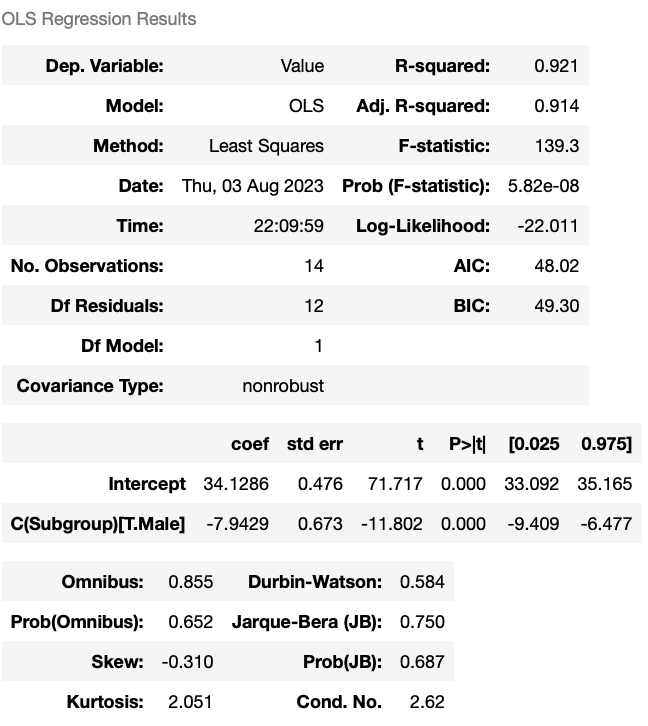 OLS Regression Results
Dep. Variable: Value R-squared: 0.921
Model: OLS Adj. R-squared: 0.914
Method: Least Squares F-statistic: 139.3
Date: Thu, 03 Aug 2023 Prob (F-statistic): 5.82e-08
Time: 22:09:59 Log-Likelihood: -22.011
No. Observations: 14 AIC: 48.02
Df Residuals: 12 BIC: 49.30
Df Model: 1
Covariance Type: nonrobust
coef std err t P>|t| [0.025 0.975]
Intercept 34.1286 0.476 71.717 0.000 33.092 35.165
C(Subgroup)[T.Male] -7.9429 0.673 -11.802 0.000 -9.409 -6.477
Omnibus: 0.855 Durbin-Watson: 0.584
Prob(Omnibus): 0.652 Jarque-Bera (JB): 0.750
Skew: -0.310 Prob(JB): 0.687
Kurtosis: 2.051 Cond. No. 2.62